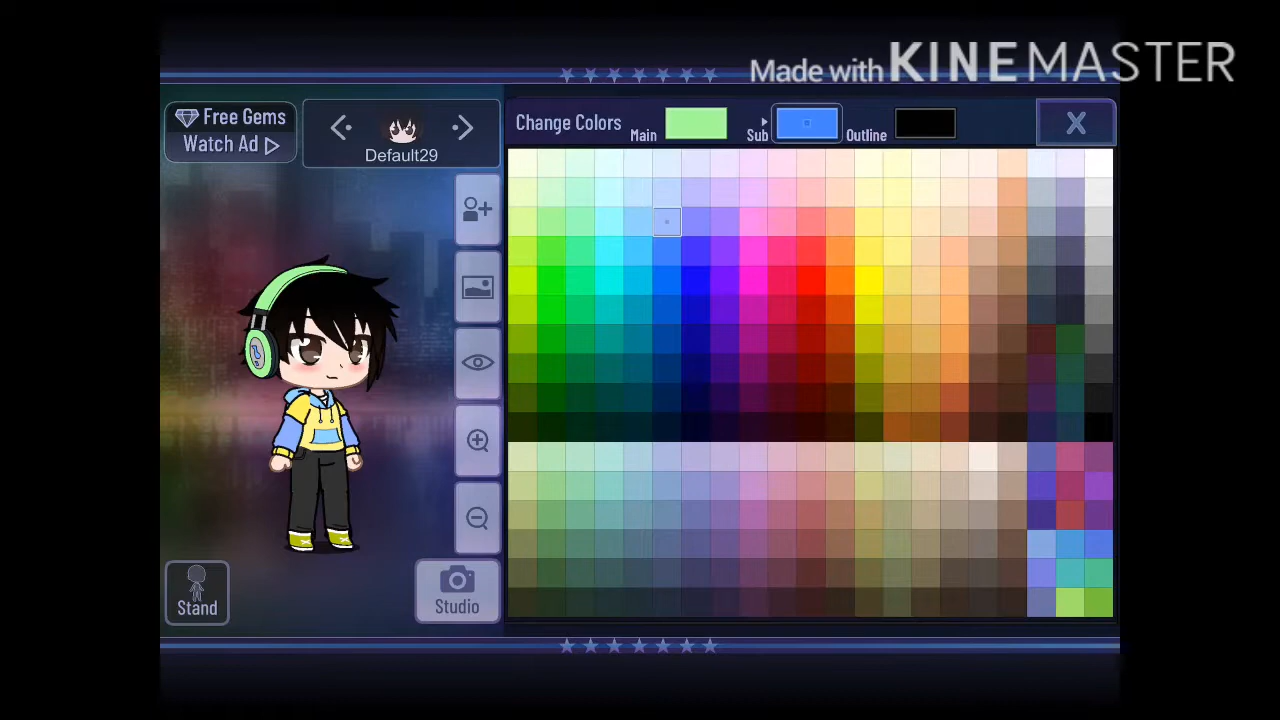 Made with KINEMASTER
Free Gems
Watch Ad
Default29
Change Colors
Main
Sub
Outline
X
Stand
Studio